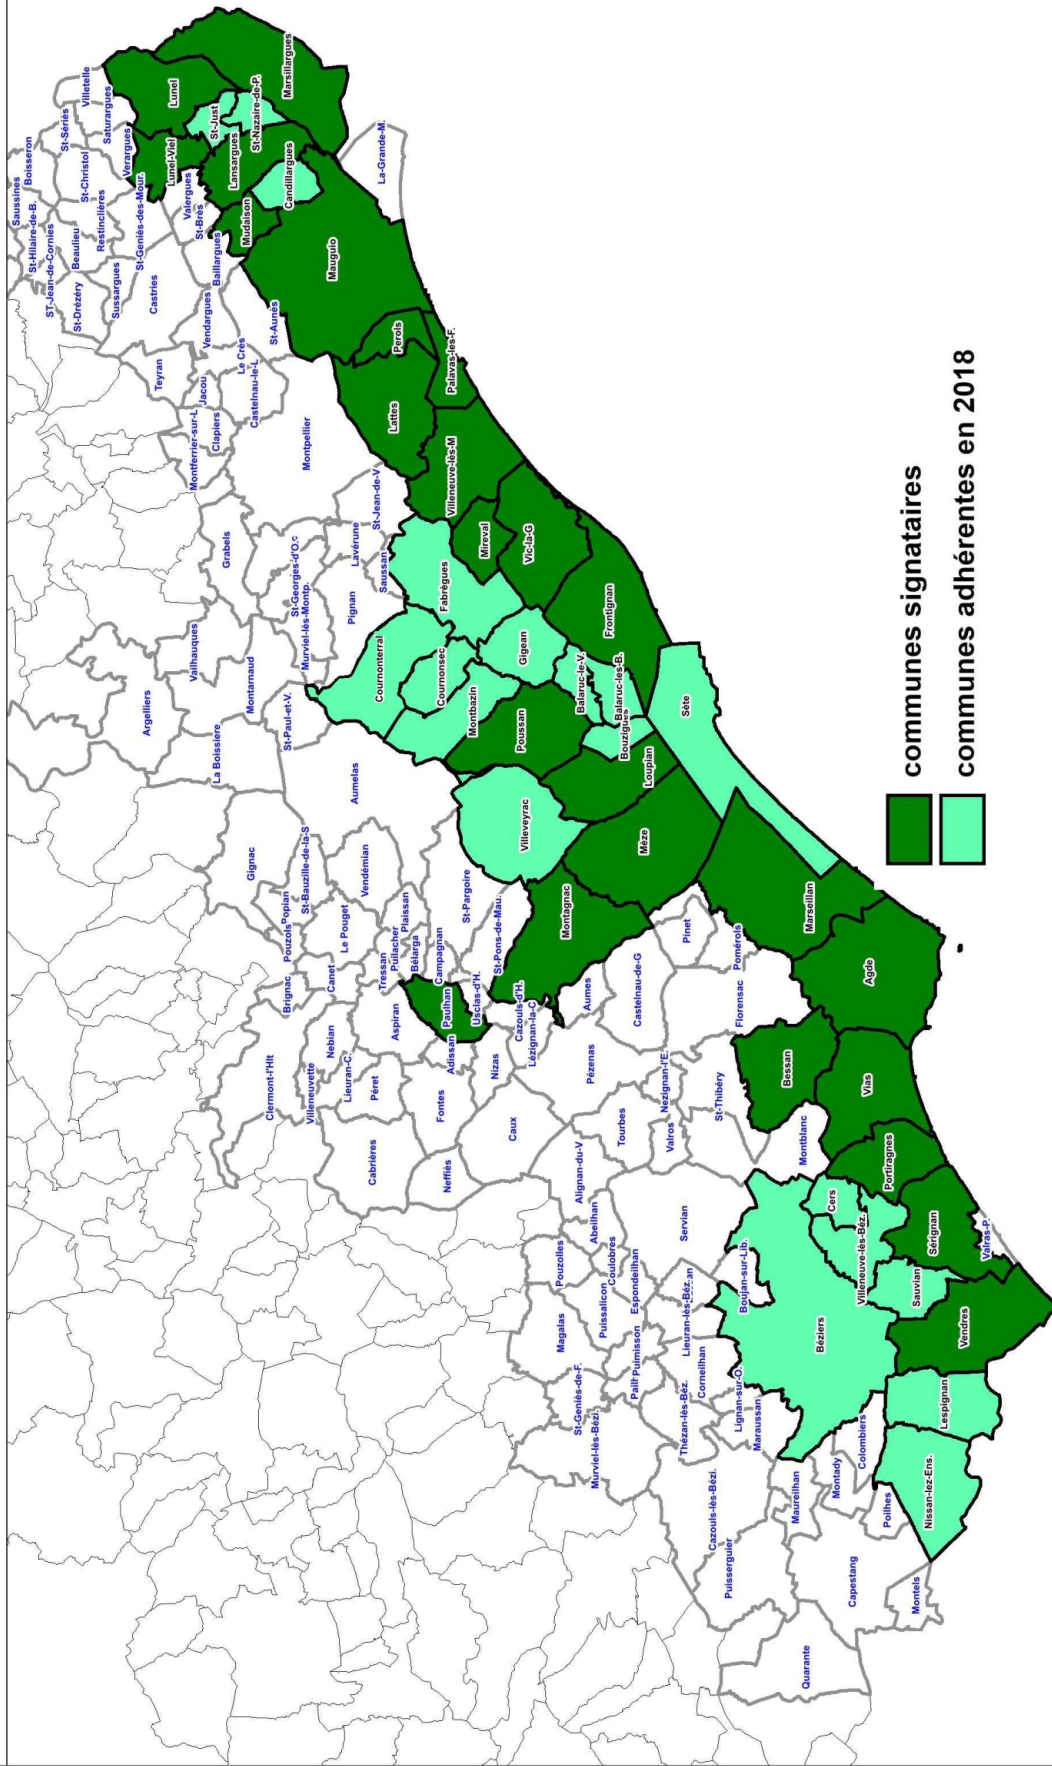 Saussines
Boisseron
St-Sériès
Villetelle
St-Hilaire-de-B.
ST-Jean-de-Cornies
Beaulieu
St-Christol
Saturargues
St-Drézéry
Restinclières
Verargues
Sussargues
St-Geniès-des-Mour.
Castries
Lunel-Viel
Lunel
Valergues
St-Brès
Baillargues
Lansargues
St-Just
St-Nazaire-de-P.
Marsillargues
Teyran
Vendargues
Mudaison
Candillargues
Jacou
Le Crès
St-Aunès
La-Grande-M.
Montferrier-sur-L
Clapiers
Castelnau-le-L
Mauguio
Grabels
Montpellier
Perols
Lattes
Palavas-les-F.
St-Jean-de-V
Villeneuve-lès-M
St-Georges-d'O.
Lavérune
Saussan
Murviel-lès-Montp.
Pignan
Fabrègues
Mireval
Vic-la-G
Vailhauques
Montarnaud
Argelliers
La Boissiere
St-Paul-et-V.
Cournonterral
Cournonsec
Gigean
Frontignan
Montbazin
Balaruc-le-V.
Balaruc-les-B.
Poussan
Bouzigues
Sète
Aumelas
Loupian
Gignac
St-Bauzille-de-la-S
Vendémian
Villeveyrac
Mèze
Popian
Pouzols
Le Pouget
Plaissan
St-Pargoire
Puilacher
Tressan
Bélarga
Campagnan
St-Pons-de-Mau.
Montagnac
Marseillan
Brignac
Canet
Aspiran
Paulhan
Usclas-d'H.
Cazouls-d'H.
Lézignan-la-C
Aumes
Castelnau-de-G
Pinet
Pomérols
Florensac
Agde
Clermont-l'Hlt
Nebian
Villeneuvette
Lieuran-C.
Péret
Adissan
Fontes
Nizas
Pézenas
Nezignan-l'E.
St-Thibéry
Bessan
Vias
Cabrières
Neffiès
Caux
Tourbes
Valros
Montblanc
Portiragnes
Alignan-du-V
Abeilhan
Servian
Cers
Villeneuve-lès-Béz.
Sérignan
Valras-P.
Pouzolles
Coulobres
Magalas
Puissalicon
Espondeilhan
Puimisson
Lieuran-lès-Béz.
Boujan-sur-Lib.
Béziers
Sauvian
Vendres
St-Geniès-de-F.
Murviel-lès-Bézi.
Thézan-lès-Béz.
Corneilhan
Lignan-sur-O.
Maraussan
Lespignan
Cazouls-lès-Bézi.
Maureilhan
Montady
Colombiers
Poilhes
Nissan-lez-Ens.
Puisserguier
Capestang
Montels
Quarante
communes signataires
communes adhérentes en 2018